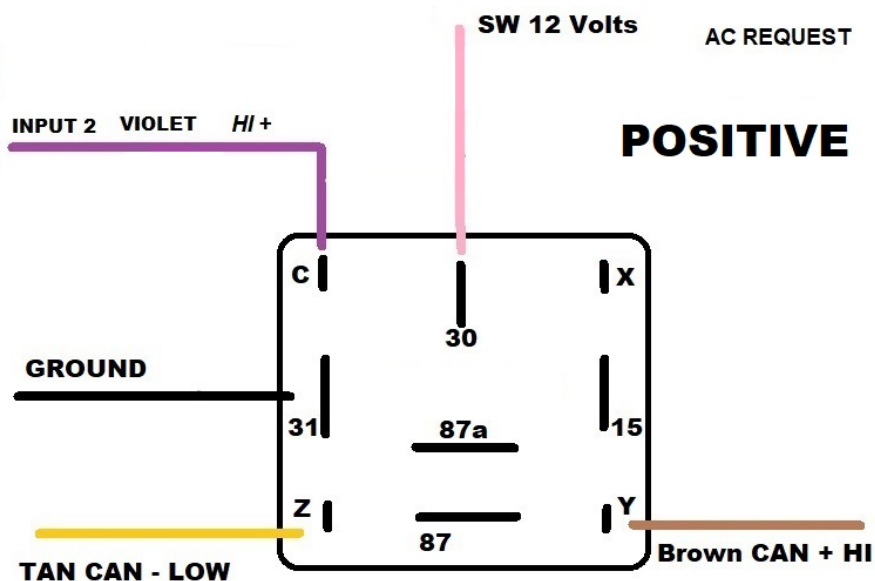 SW 12 Volts
AC REQUEST
INPUT 2 VIOLET HI +
POSITIVE
C
X
30
GROUND
31
87a
15
Z
Y
87
Brown CAN + HI
TAN CAN - LOW